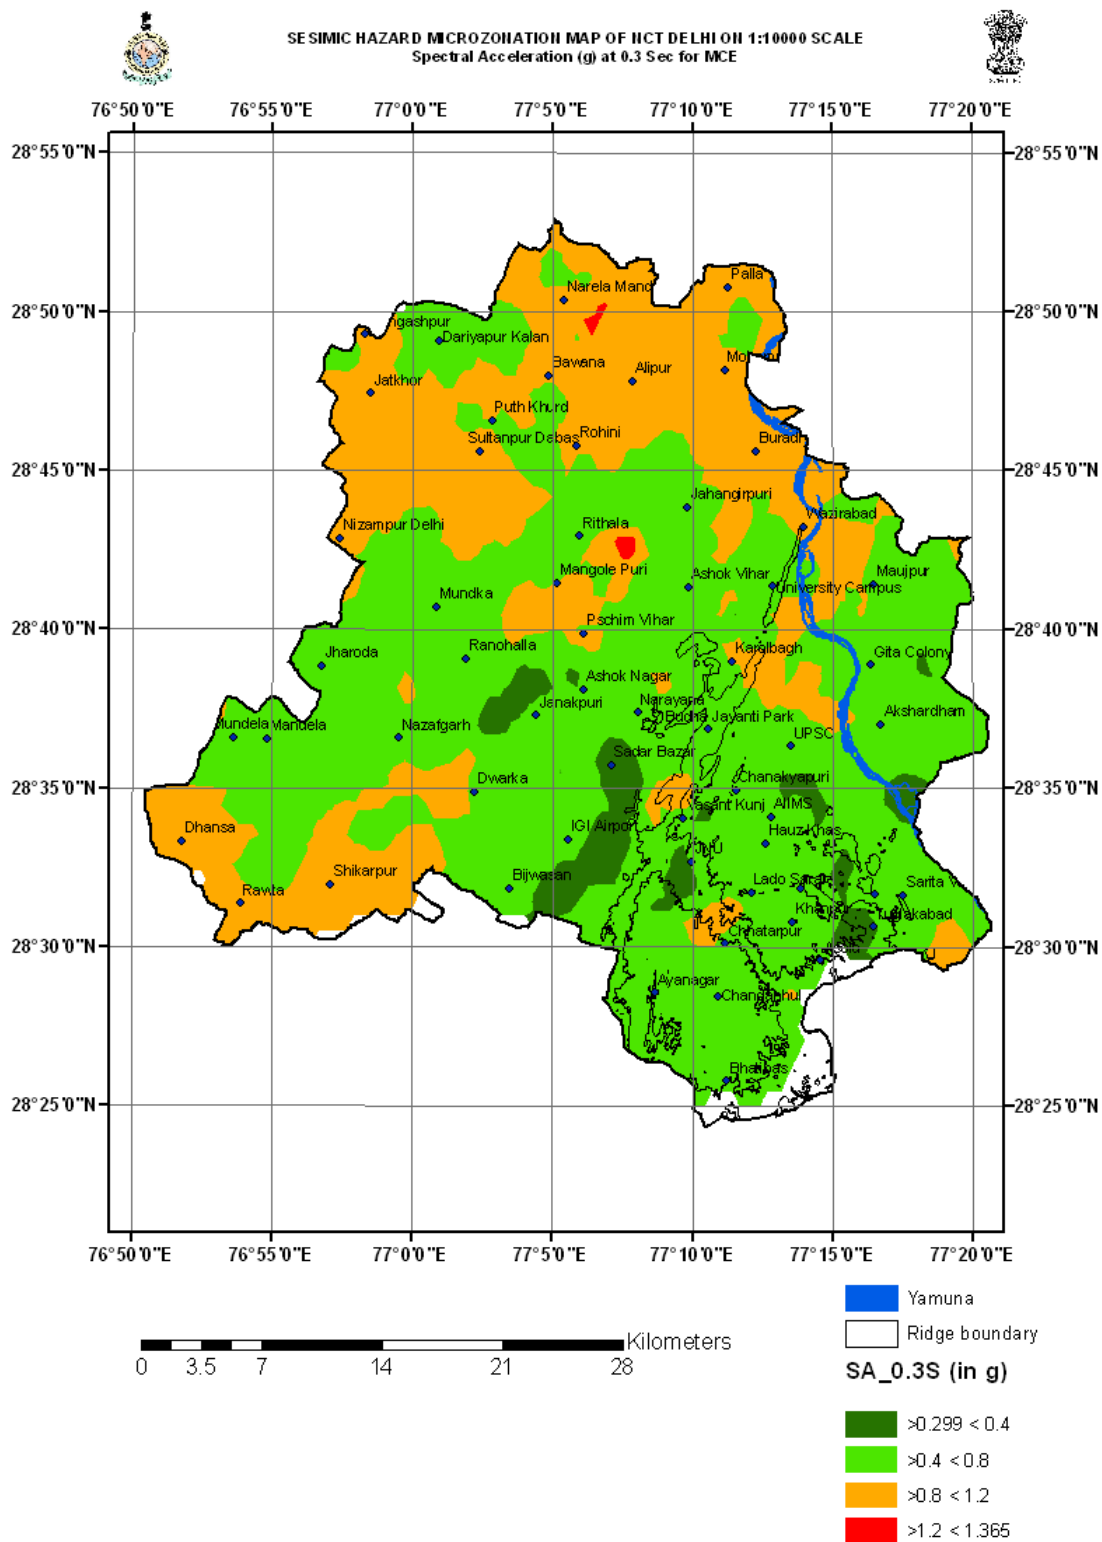 SESIMIC HAZARD MICROZONATION MAP OF NCT DELHI ON 1:10000 SCALE
Spectral Acceleration (g) at 0.3 Sec for MCE
76°50'0"E 76°55'0"E 77°0'0"E 77°5'0"E 77°10'0"E 77°15'0"E 77°20'0"E
28°55'0"N 28°55'0"N
Palla
Narela Mand
28°50'0"N 28°50'0"N
ngashpur
Dariyapur Kalan
Bawana
Alipur
Jatkhor
Puth Khurd
Sultanpur Dabas
Rohini
Burad
28°45'0"N 28°45'0"N
Jahangirpuri
Nizampur Delhi
Rithala
Wazirabad
Mangole Puri
Ashok Vihar
Maujpur
Mundka
University Campus
Pschim Vihar
28°40'0"N 28°40'0"N
Jharoda
Ranohalla
Karolbagh
Gita Colony
Ashok Nagar
Janakpuri
Narayana
Mundela
Mandela
Nazafgarh
Budha Jayanti Park
Akshardham
UPSC
Sadar Bazar
28°35'0"N 28°35'0"N
Dwarka
Chanakyapuri
Vasant Kunj
AIIMS
Dhansa
IGI Airpor
Hauz Khas
JNU
Shikarpur
Bijwasan
Lado Sarai
Sarita V
Rawta
Khanpur
Tuglakabad
Chhatarpur
28°30'0"N 28°30'0"N
Ayanagar
Chandanhul
Bhatibas
28°25'0"N 28°25'0"N
76°50'0"E 76°55'0"E 77°0'0"E 77°5'0"E 77°10'0"E 77°15'0"E 77°20'0"E
Yamuna
Ridge boundary
Kilometers
0 3.5 7 14 21 28
SA_0.3S (in g)
>0.299 < 0.4
>0.4 < 0.8
>0.8 < 1.2
>1.2 < 1.365